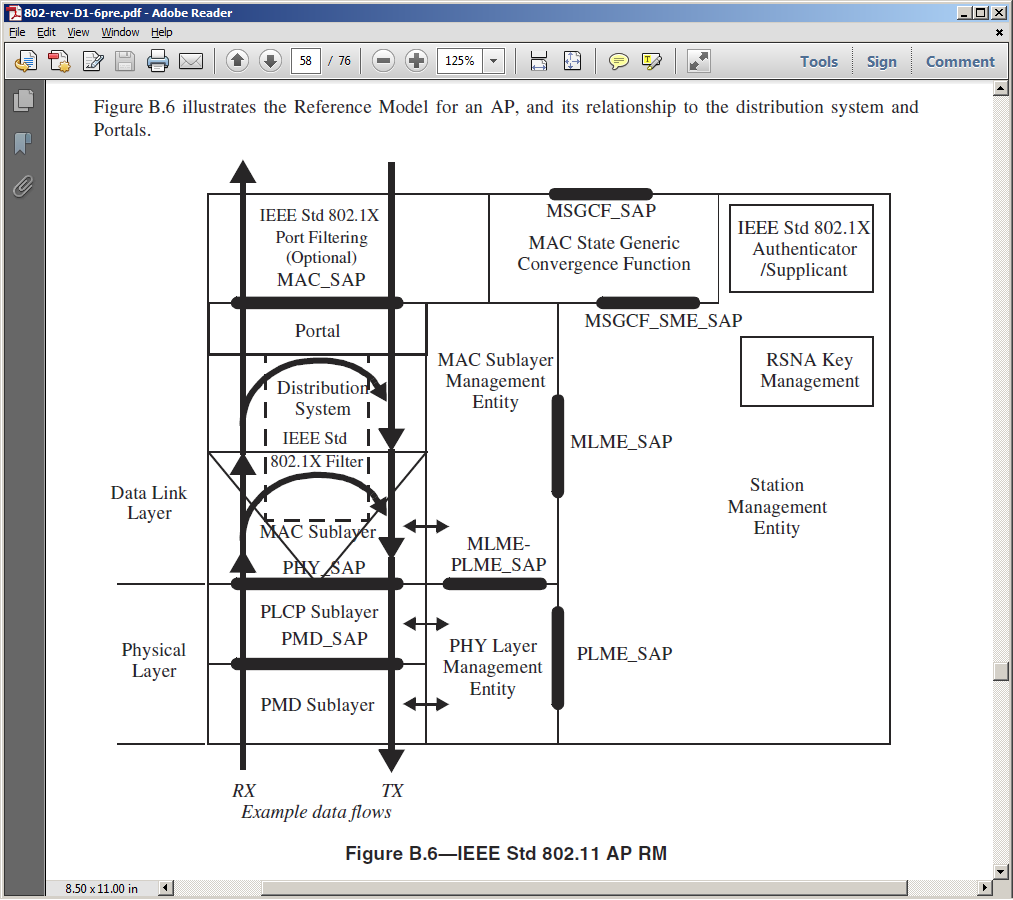 802-rev-D1-6pre.pdf - Adobe Reader
File Edit View Window Help
58 / 76 125% Tools Sign Comment
Figure B.6 illustrates the Reference Model for an AP, and its relationship to the distribution system and
Portals.
IEEE Std 802.1X
Port Filtering
(Optional)
MAC_SAP
MSGCF_SAP
MAC State Generic
Convergence Function
IEEE Std 802.1X
Authenticator
/Supplicant
MSGCF_SME_SAP
Portal
RSNA Key
Management
MAC Sublayer
Management
Entity
Distribution
System
IEEE Std
802.1X Filter
MLME_SAP
Data Link
Layer
Station
Management
Entity
MAC Sublayer
MLME-
PLME_SAP
PHY_SAP
PLCP Sublayer
PMD_SAP
Physical
Layer
PHY Layer
Management
Entity
PLME_SAP
PMD Sublayer
RX TX
Example data flows
Figure B.6—IEEE Std 802.11 AP RM
8.50 x 11.00 in